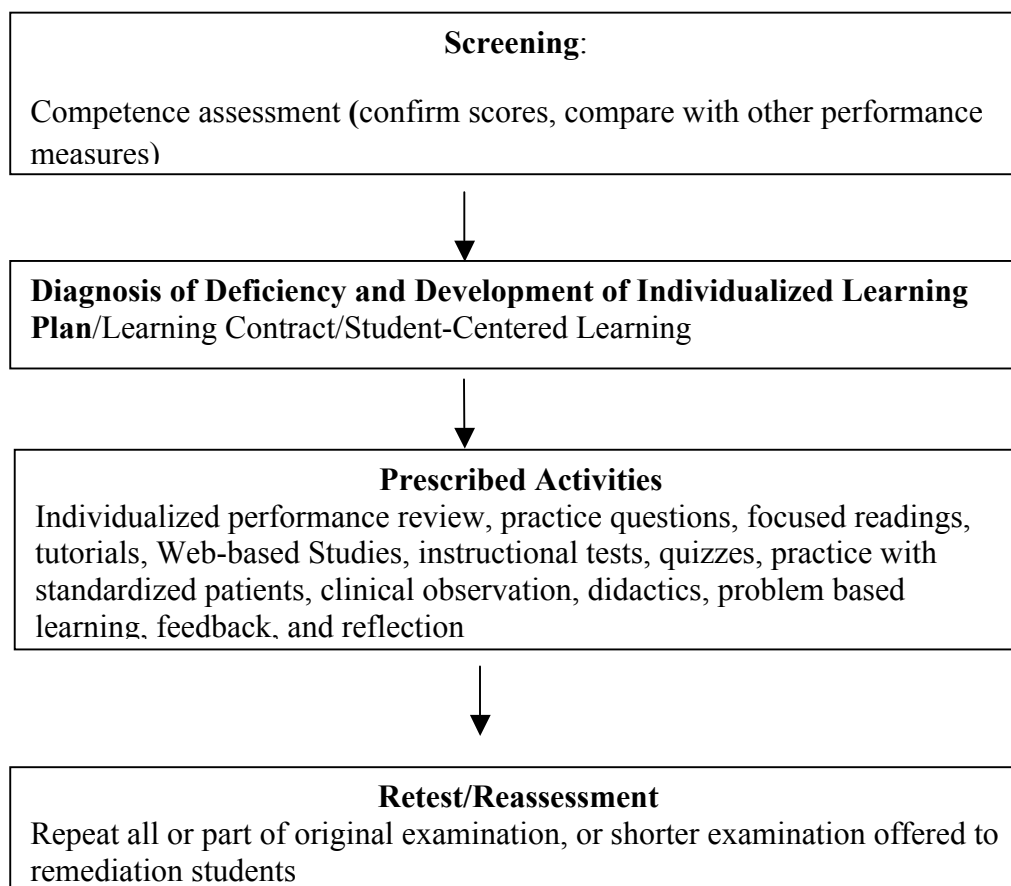 Screening:
Competence assessment (confirm scores, compare with other performance
measures)
Diagnosis of Deficiency and Development of Individualized Learning
Plan/Learning Contract/Student-Centered Learning
Prescribed Activities
Individualized performance review, practice questions, focused readings,
tutorials, Web-based Studies, instructional tests, quizzes, practice with
standardized patients, clinical observation, didactics, problem based
learning, feedback, and reflection
Retest/Reassessment
Repeat all or part of original examination, or shorter examination offered to
remediation students